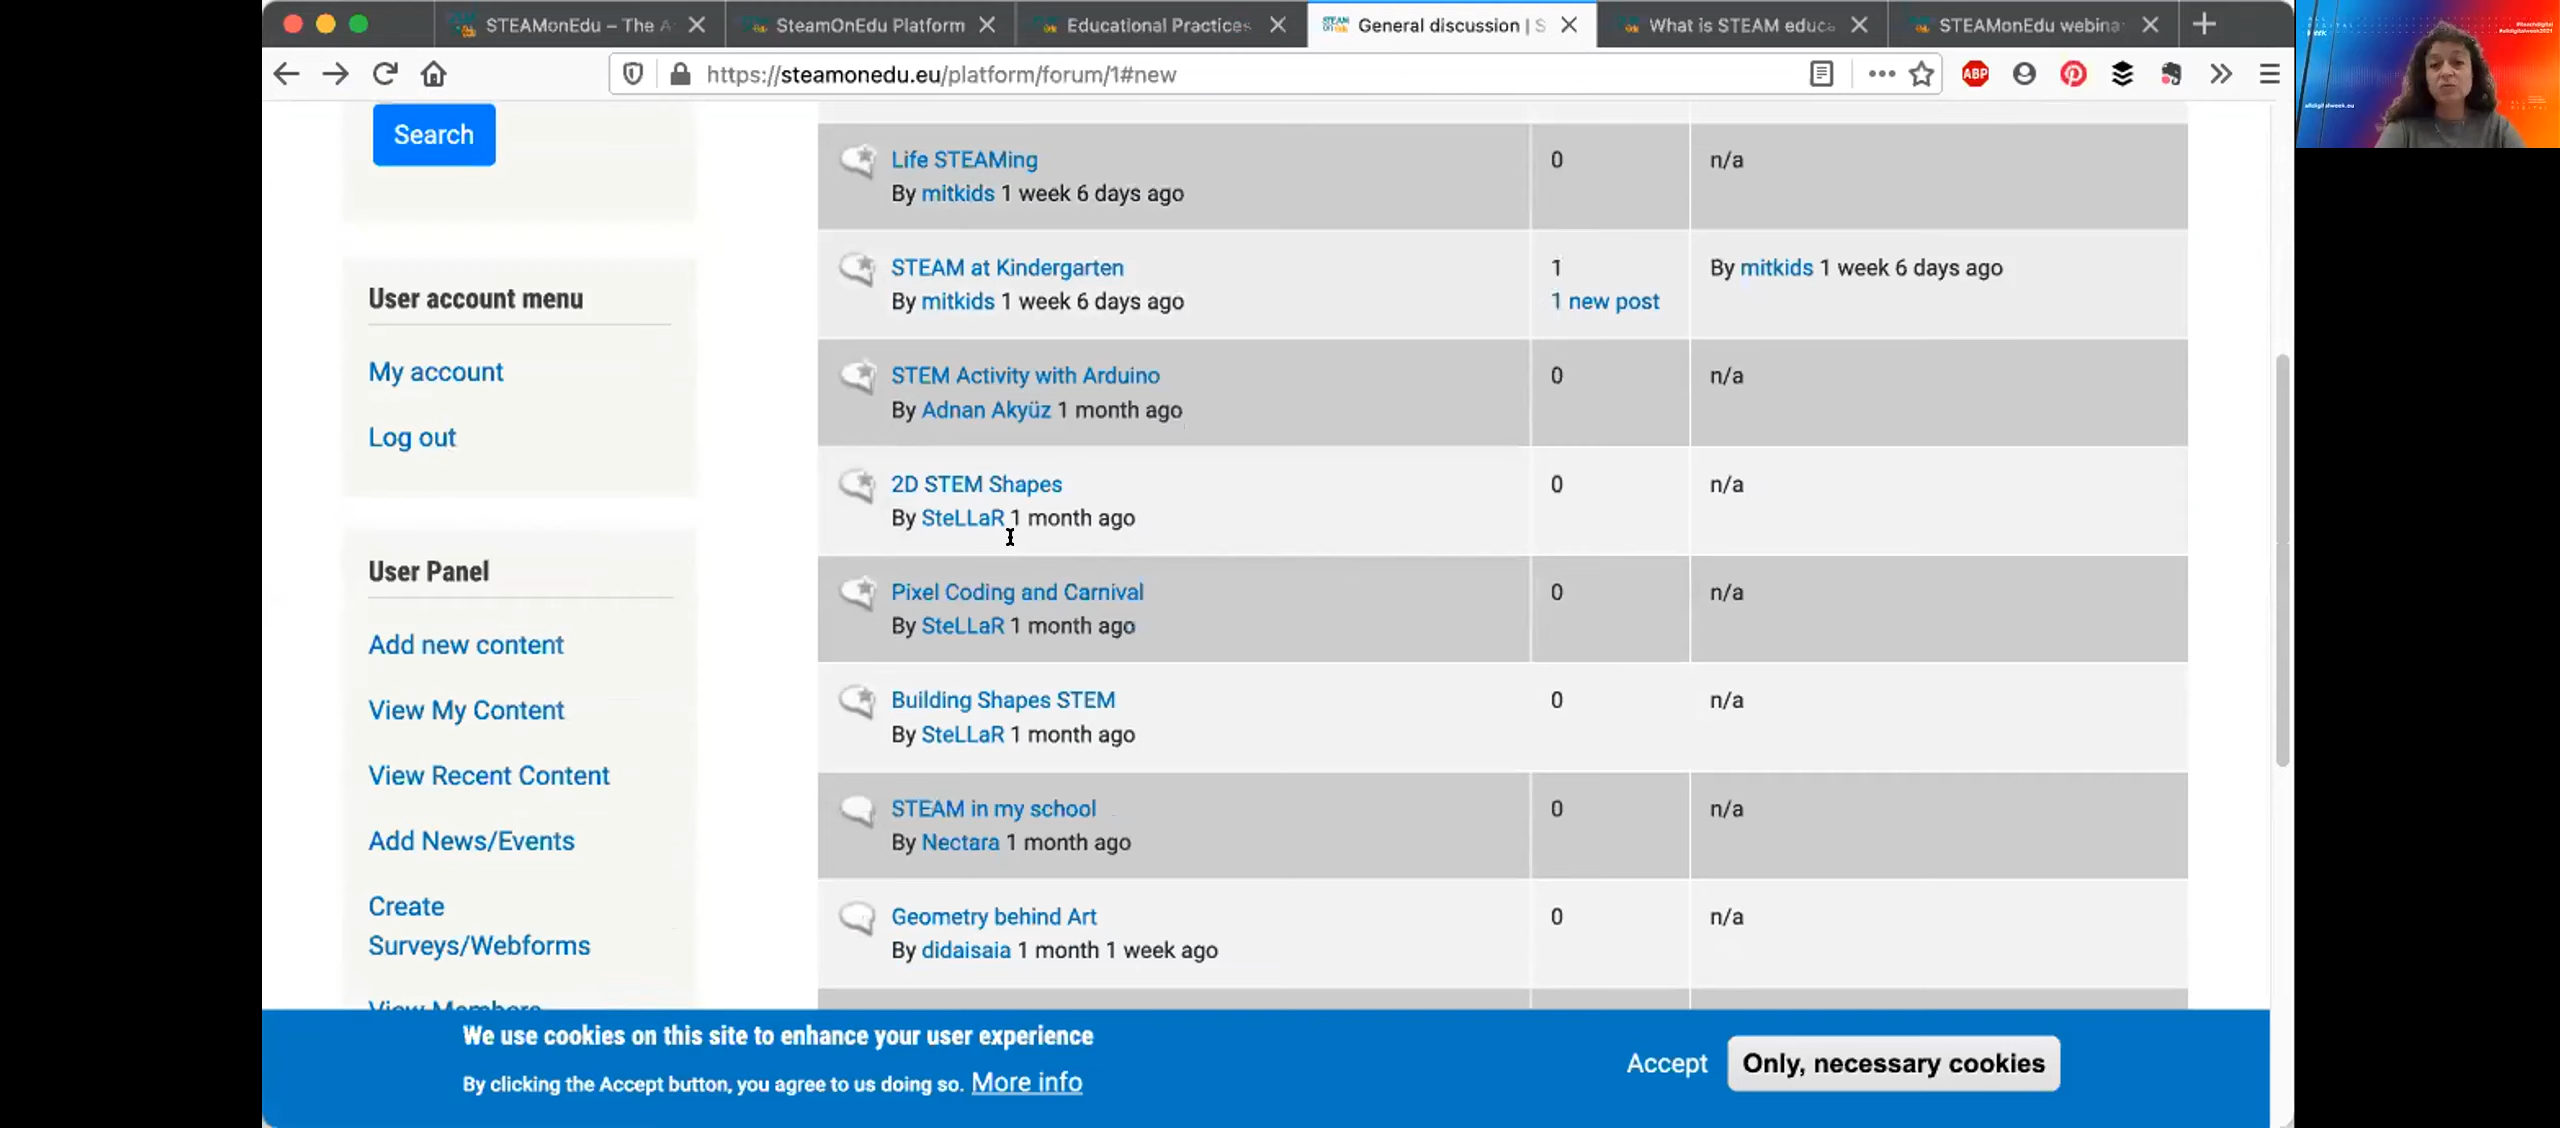 STEAMonEdu – The A
SteamOnEdu Platform
Educational Practices
General discussion | S
What is STEAM educa
STEAMonEdu webina
https://steamonedu.eu/platform/forum/1#new
ABP
Search
User account menu
My account
Log out
User Panel
Add new content
View My Content
View Recent Content
Add News/Events
Create
Surveys/Webforms
View Members
Life STEAMing 0 n/a
By mitkids 1 week 6 days ago
STEAM at Kindergarten 1 By mitkids 1 week 6 days ago
By mitkids 1 week 6 days ago 1 new post
STEM Activity with Arduino 0 n/a
By Adnan Akyüz 1 month ago
2D STEM Shapes 0 n/a
By SteLLaR 1 month ago
Pixel Coding and Carnival 0 n/a
By SteLLaR 1 month ago
Building Shapes STEM 0 n/a
By SteLLaR 1 month ago
STEAM in my school 0 n/a
By Nectara 1 month ago
Geometry behind Art 0 n/a
By didaisaia 1 month 1 week ago
We use cookies on this site to enhance your user experience
By clicking the Accept button, you agree to us doing so. More info
Accept
Only, necessary cookies
alldigitalweek.eu